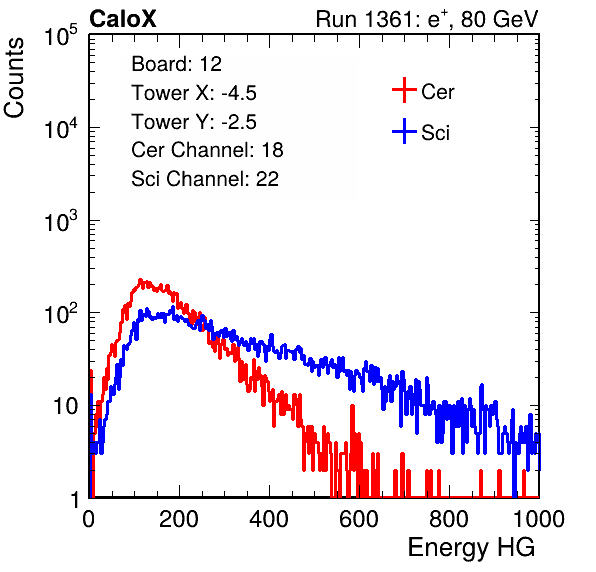 CaloX Run 1361: e⁺, 80 GeV
Counts
Board: 12
Tower X: -4.5
Tower Y: -2.5
Cer Channel: 18
Sci Channel: 22
Cer
Sci
10⁵
10⁴
10³
10²
10
1
0 200 400 600 800 1000
Energy HG